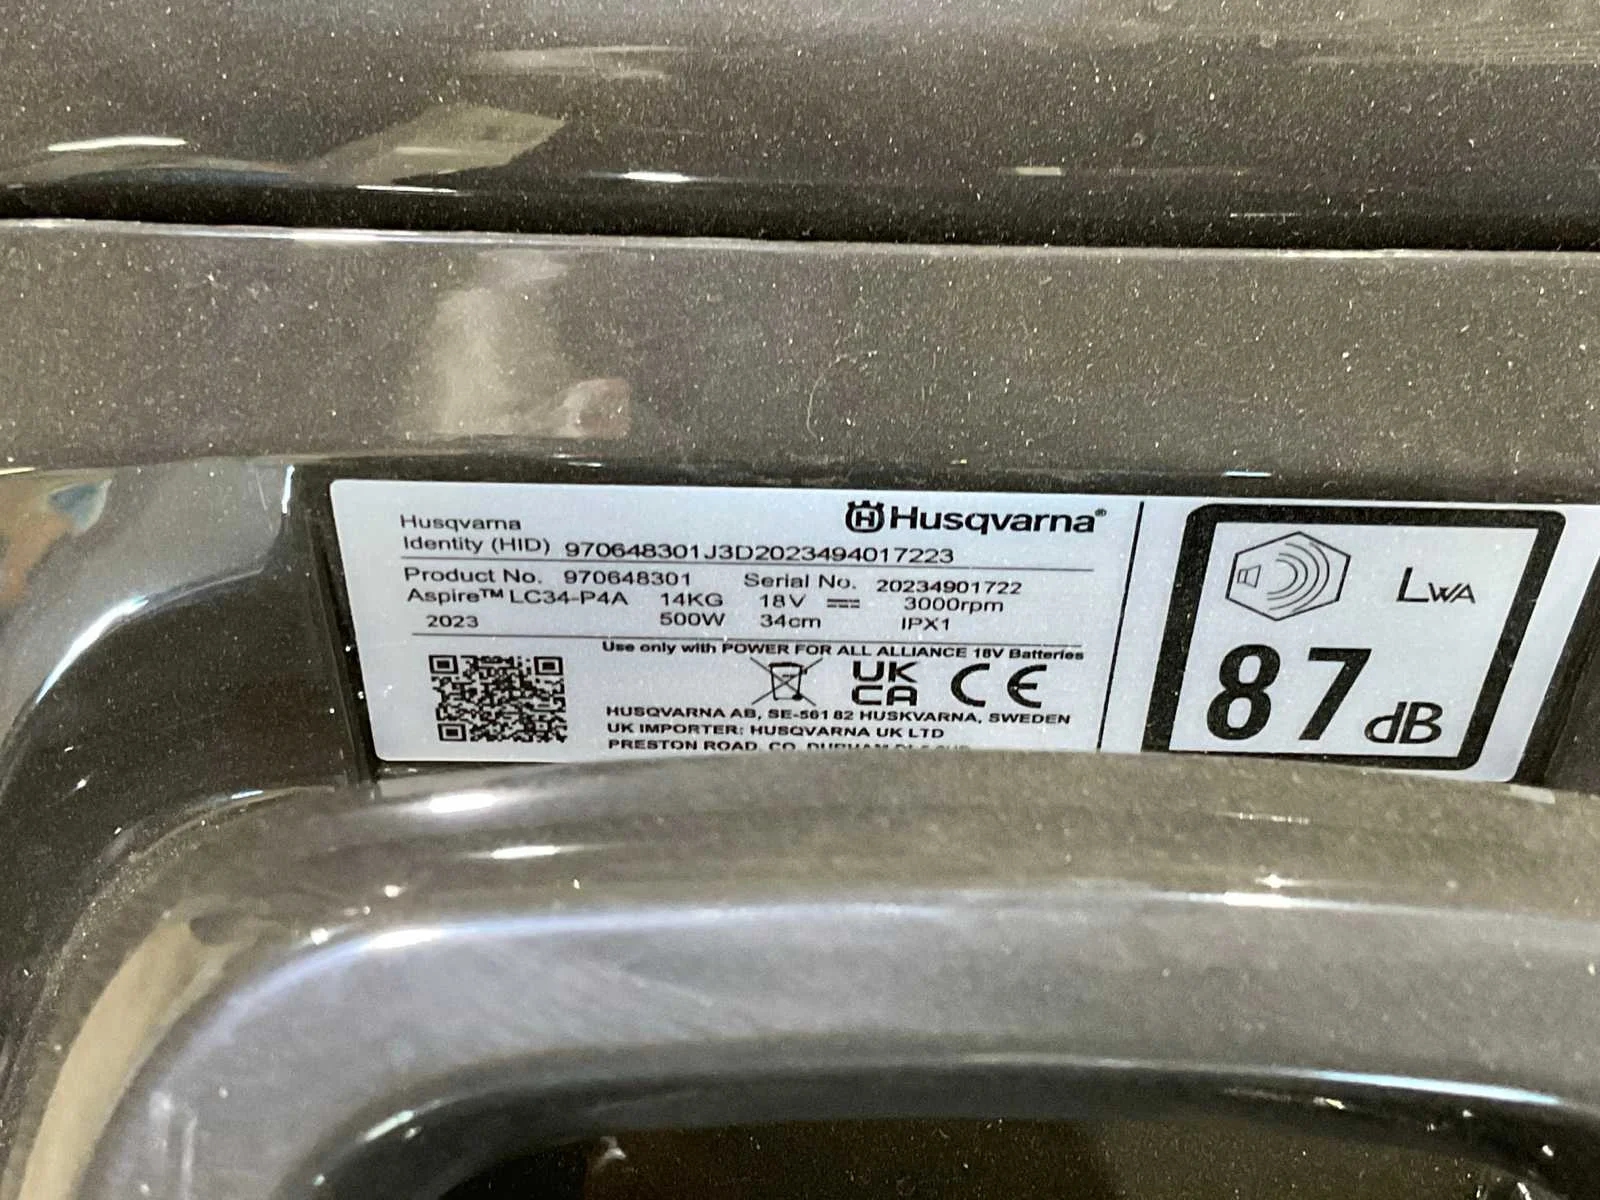 Husqvarna
Husqvarna®
Identity (HID) 970648301J3D2023494017223
Product No. 970648301 Serial No. 20234901722
Aspire™ LC34-P4A 14KG 18V 3000rpm
2023 500W 34cm IPX1
Use only with POWER FOR ALL ALLIANCE 18V Batteries
UK
CA
CE
HUSQVARNA AB, SE-561 82 HUSKVARNA, SWEDEN
UK IMPORTER: HUSQVARNA UK LTD
PRESTON ROAD, CO. DURHAM
LWA
87 dB